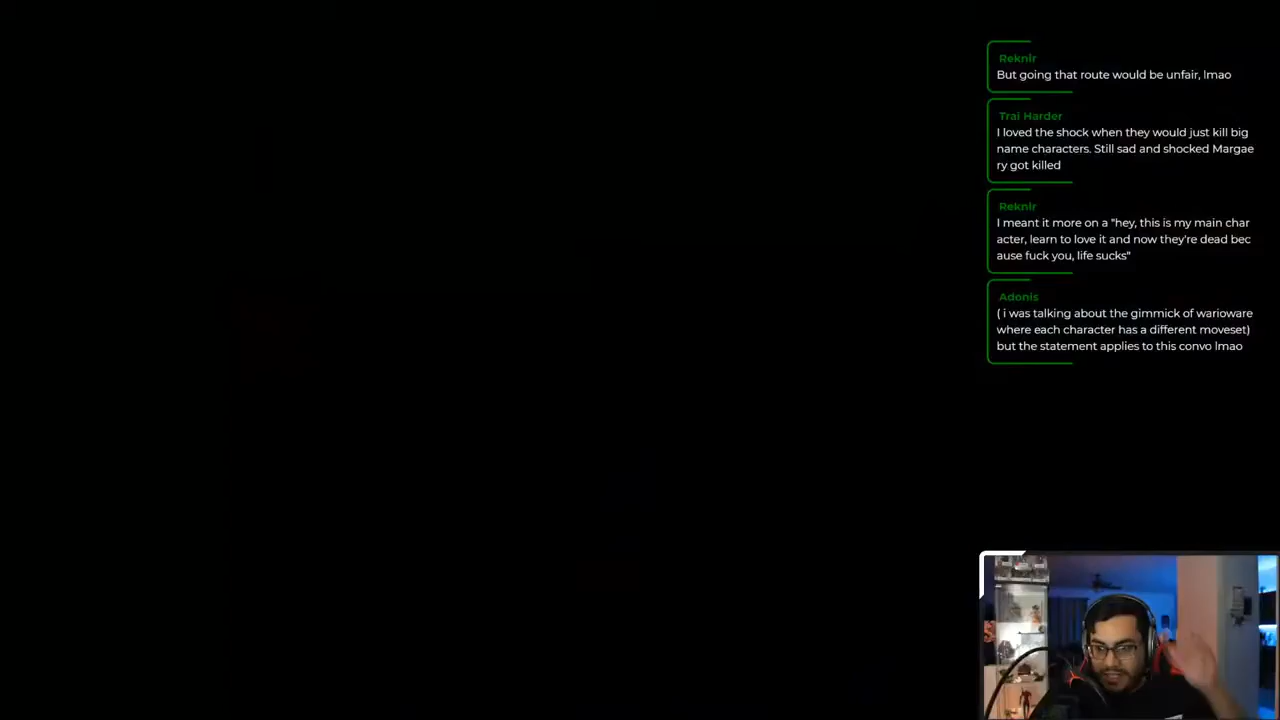 Reknlr
But going that route would be unfair, lmao
Trai Harder
I loved the shock when they would just kill big
name characters. Still sad and shocked Margae
ry got killed
Reknlr
I meant it more on a "hey, this is my main char
acter, learn to love it and now they're dead bec
ause fuck you, life sucks"
Adonis
( i was talking about the gimmick of warioware
where each character has a different moveset)
but the statement applies to this convo lmao